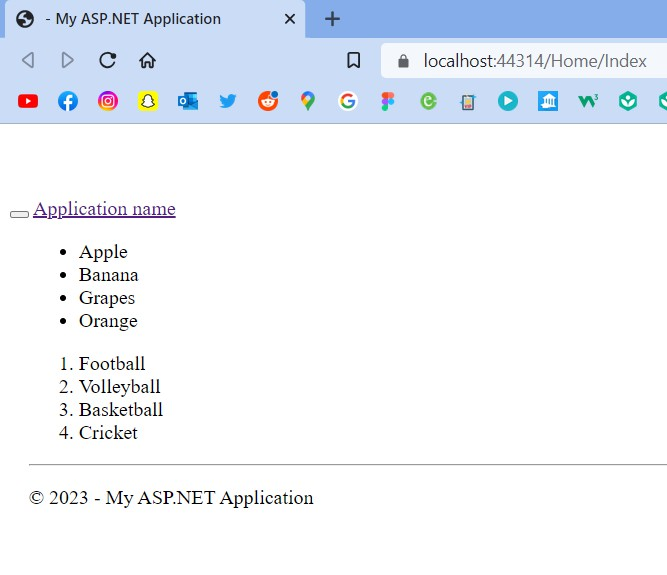 - My ASP.NET Application
localhost:44314/Home/Index
Application name
Apple
Banana
Grapes
Orange
1. Football
2. Volleyball
3. Basketball
4. Cricket
© 2023 - My ASP.NET Application